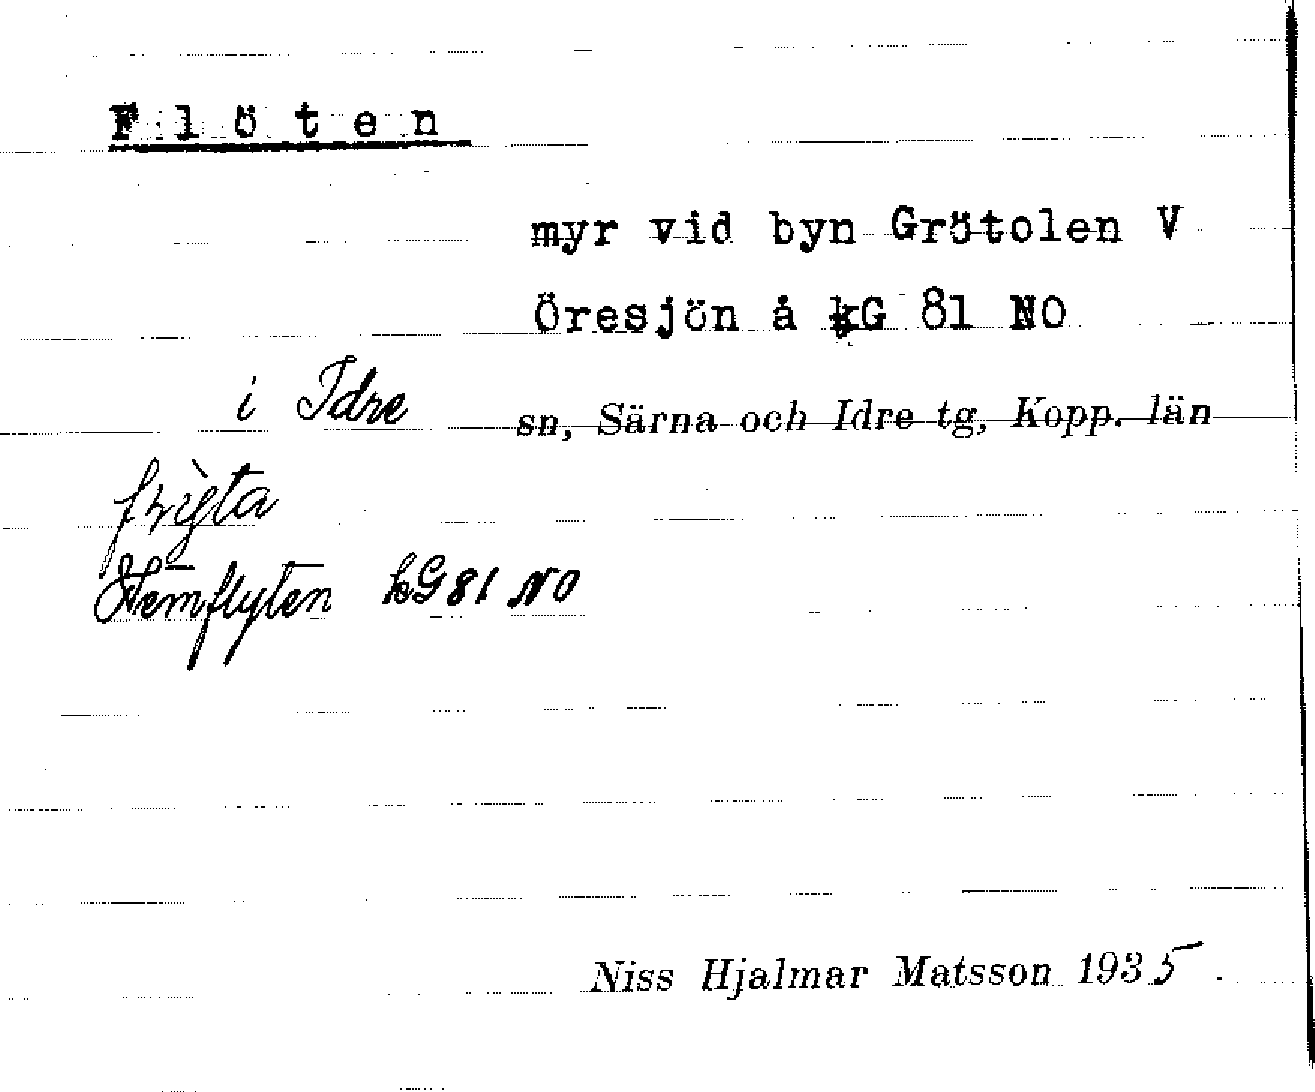 Flöten
myr vid byn Grötolen V
Öresjön å kG 81 NO
i Idre sn, Särna och Idre tg, Kopp. län
Hemflyten kG 81 NO
Niss Hjalmar Matsson 1935.